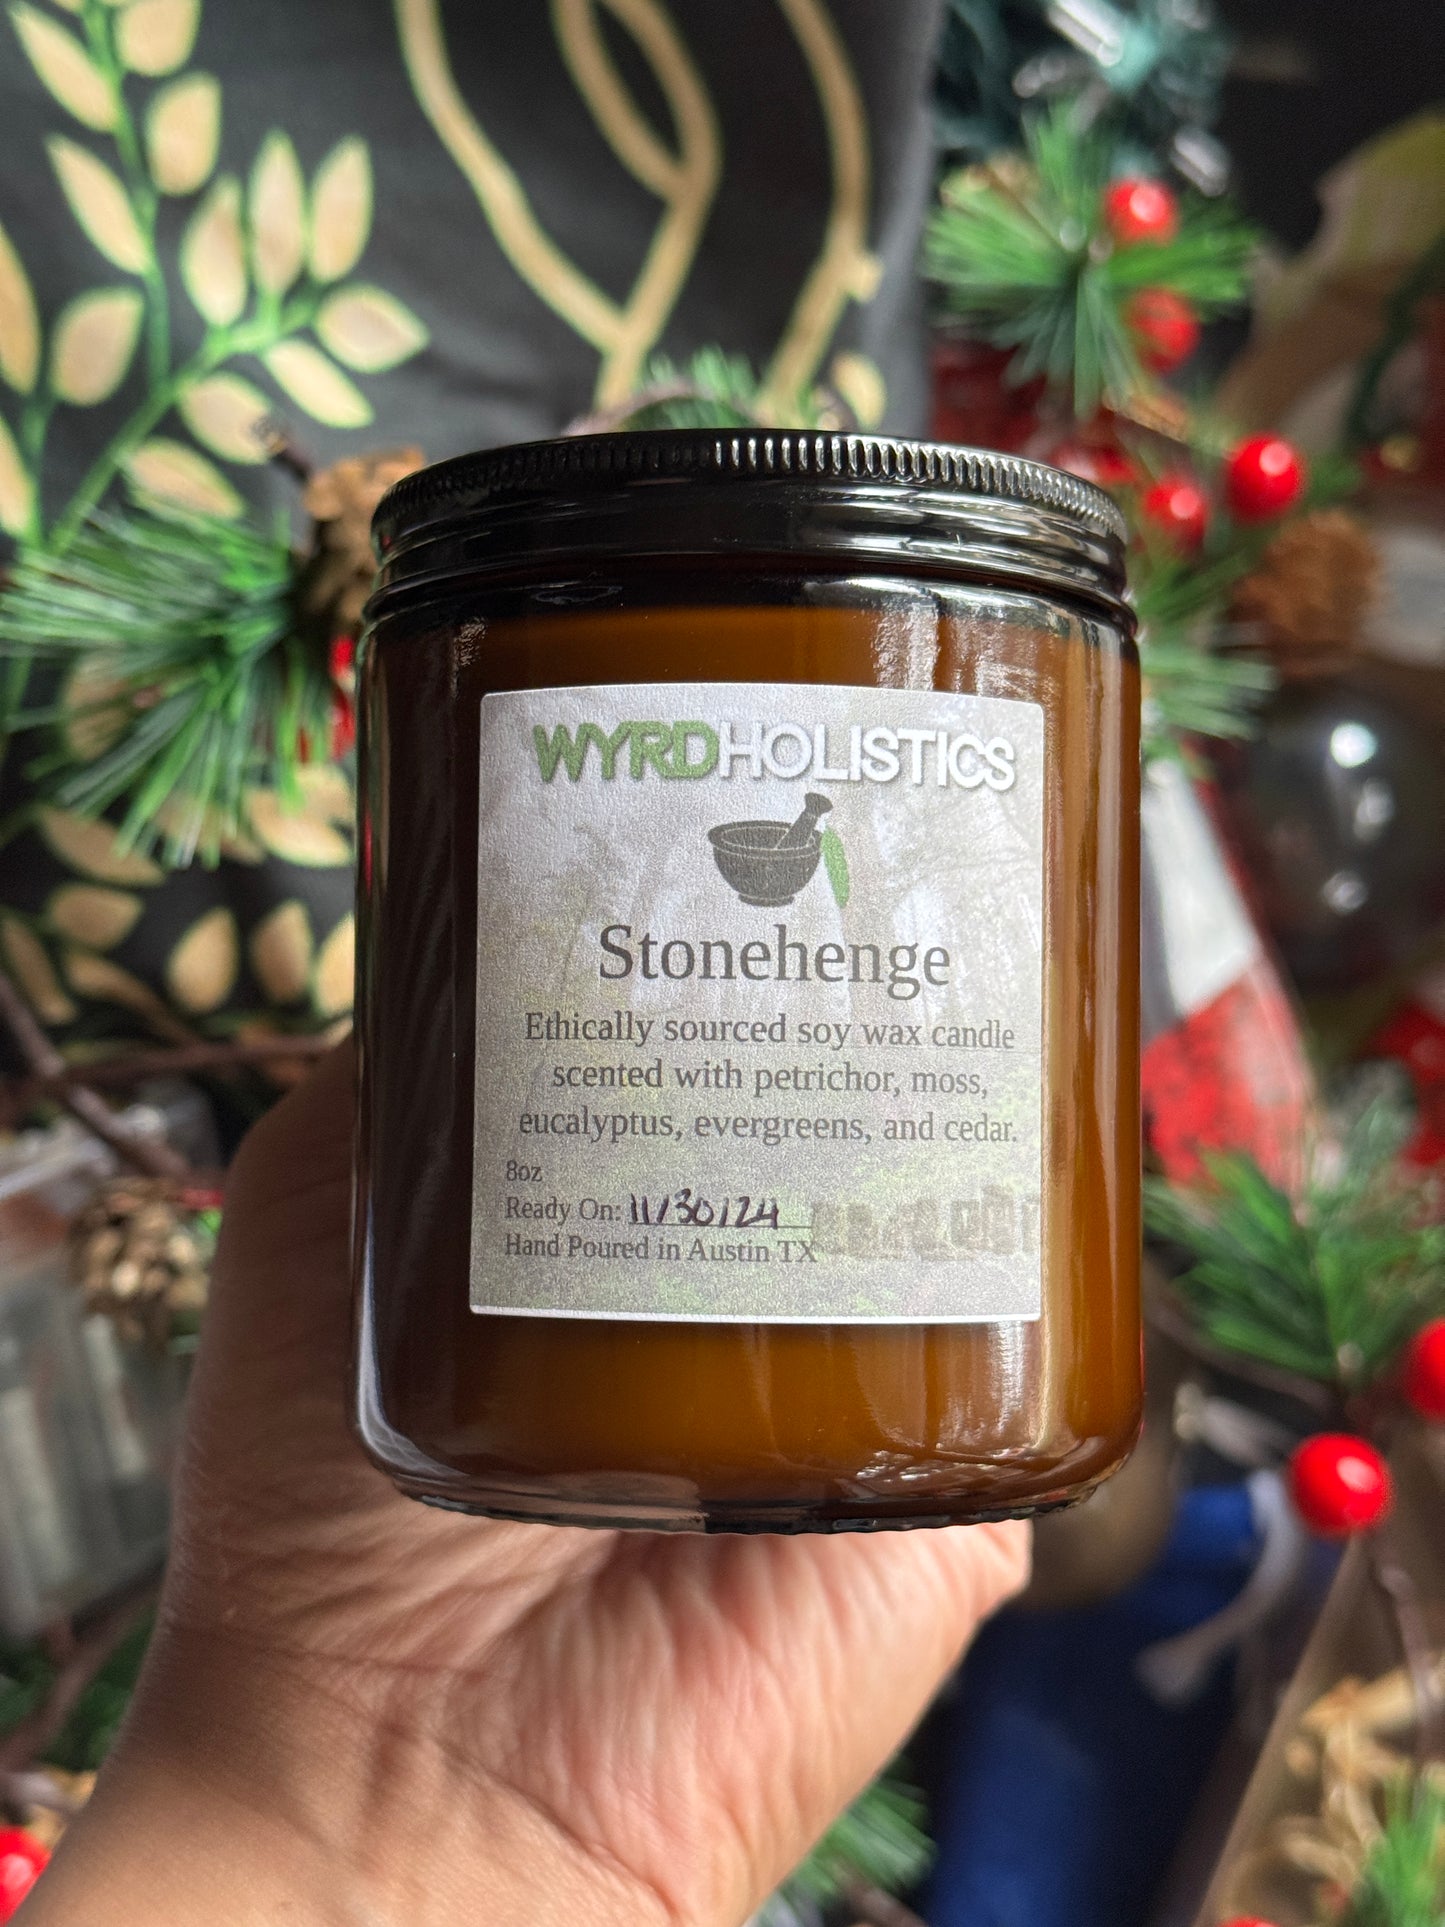 WYRDHOLISTICS
Stonehenge
Ethically sourced soy wax candle
scented with petrichor, moss,
eucalyptus, evergreens, and cedar.
8oz
Ready On: 11/30/24
Hand Poured in Austin TX